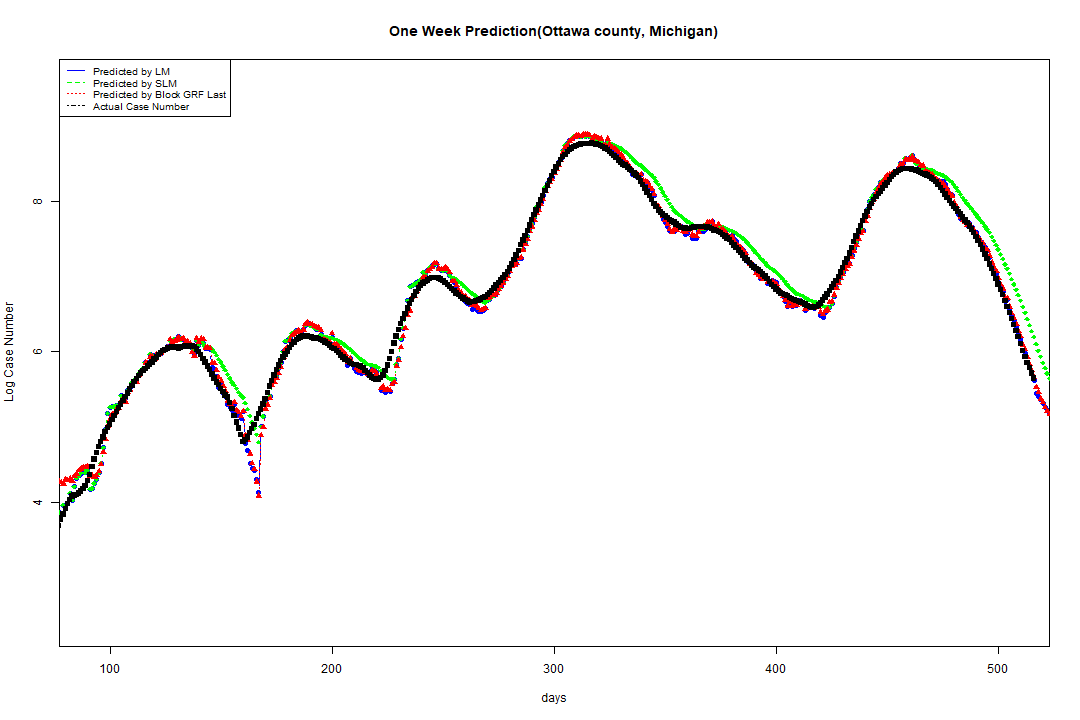 One Week Prediction(Ottawa county, Michigan)
Predicted by LM
Predicted by SLM
Predicted by Block GRF Last
Actual Case Number
Log Case Number
8
6
4
100 200 300 400 500
days